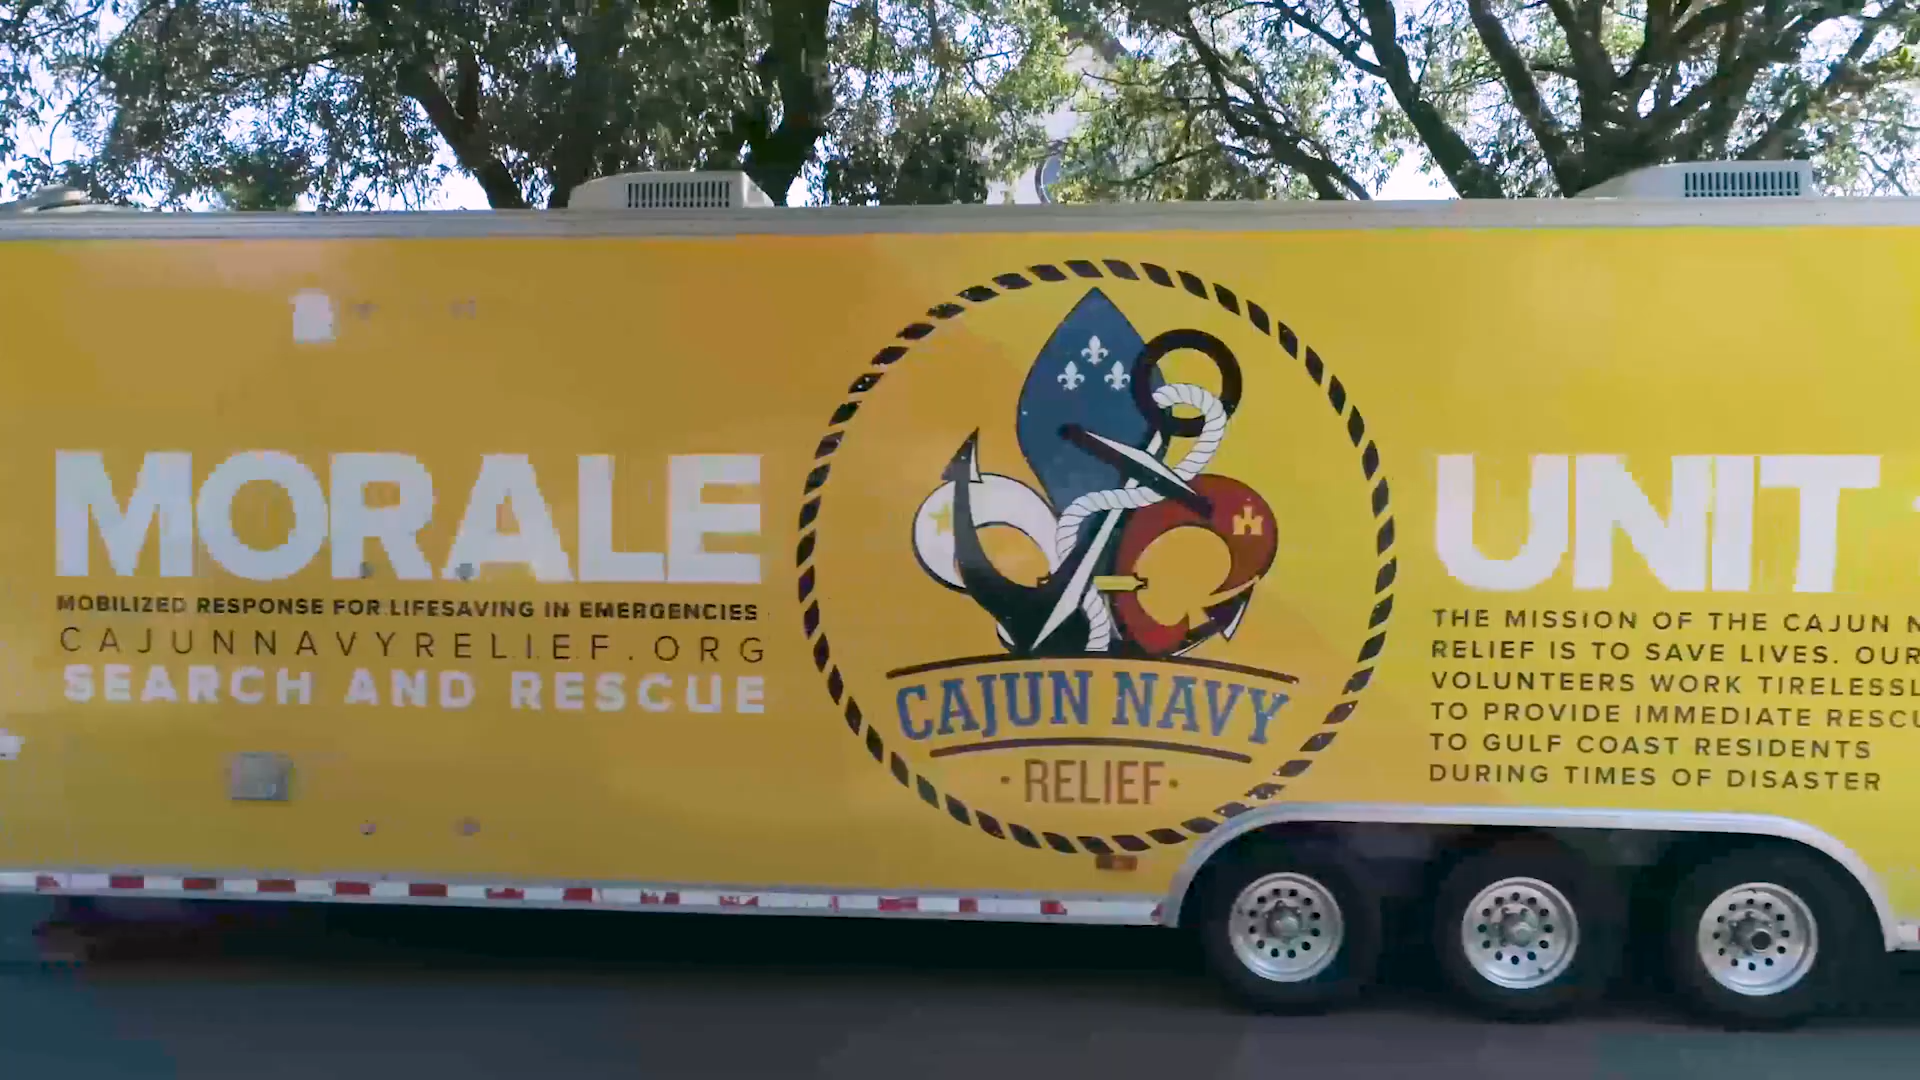 MORALE
MOBILIZED RESPONSE FOR LIFESAVING IN EMERGENCIES
CAJUNNAVYRELIEF.ORG
SEARCH AND RESCUE
CAJUN NAVY
· RELIEF ·
UNIT
THE MISSION OF THE CAJUN
RELIEF IS TO SAVE LIVES. OUR
VOLUNTEERS WORK
TO PROVIDE IMMEDIATE
TO GULF COAST RESIDENTS
DURING TIMES OF DISASTER